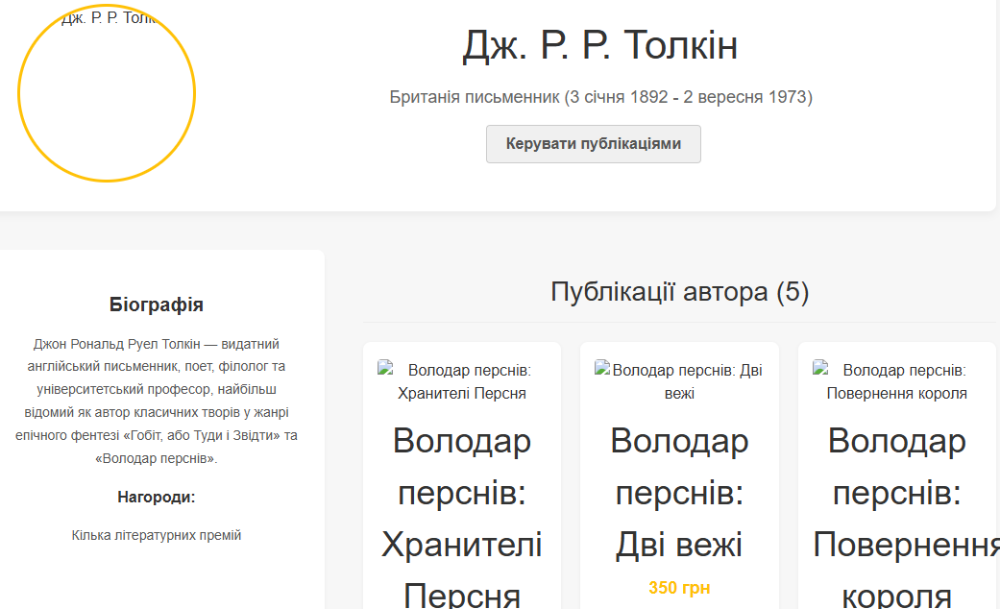 Дж. Р. Р. Толк
Дж. Р. Р. Толкін
Британія письменник (3 січня 1892 - 2 вересня 1973)
Керувати публікаціями
Біографія
Джон Рональд Руел Толкін — видатний
англійський письменник, поет, філолог та
університетський професор, найбільш
відомий як автор класичних творів у жанрі
епічного фентезі «Гобіт, або Туди і Звідти» та
«Володар перснів».
Нагороди:
Кілька літературних премій
Публікації автора (5)
Володар перснів:
Хранителі Персня
Володар
перснів:
Хранителі
Персня
Володар перснів: Дві
вежі
Володар
перснів:
Дві вежі
350 грн
Володар перснів:
Повернення короля
Володар
перснів:
Повернення
короля